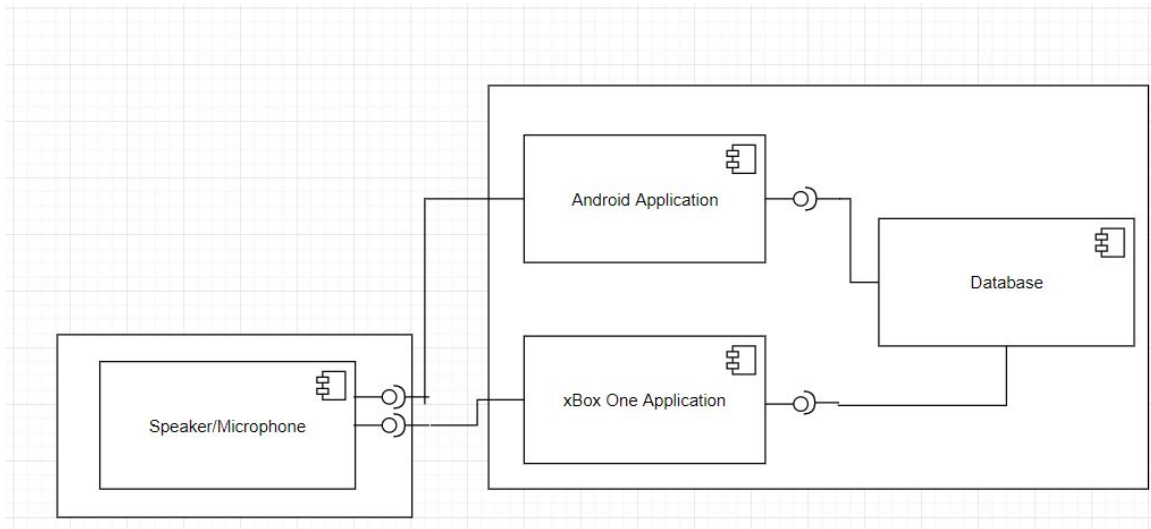 Android Application
Database
xBox One Application
Speaker/Microphone